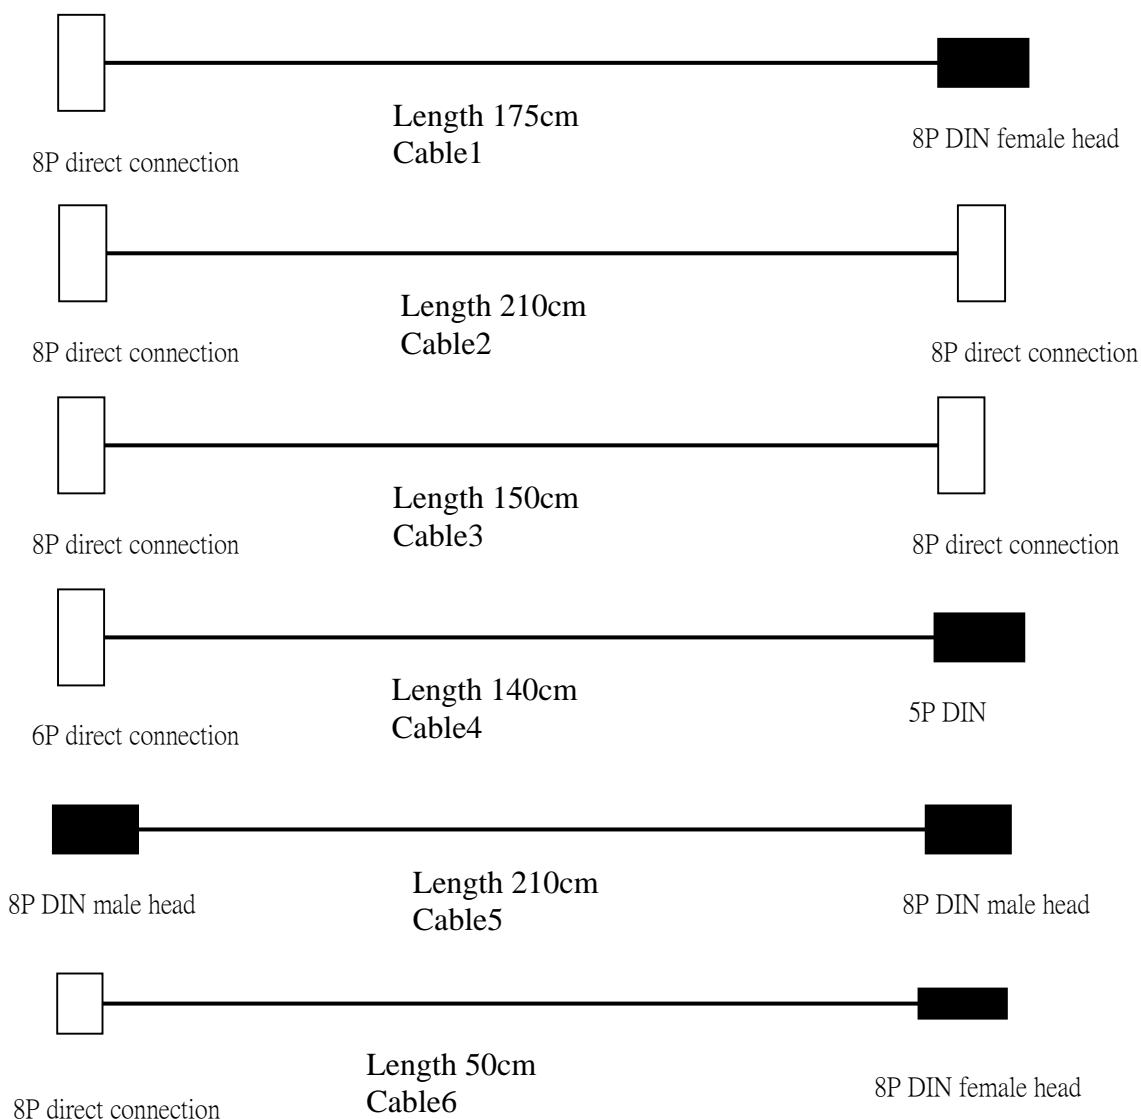 Length 175cm
Cable1
8P direct connection
8P DIN female head
Length 210cm
Cable2
8P direct connection
8P direct connection
Length 150cm
Cable3
8P direct connection
8P direct connection
Length 140cm
Cable4
6P direct connection
5P DIN
Length 210cm
Cable5
8P DIN male head
8P DIN male head
Length 50cm
Cable6
8P direct connection
8P DIN female head